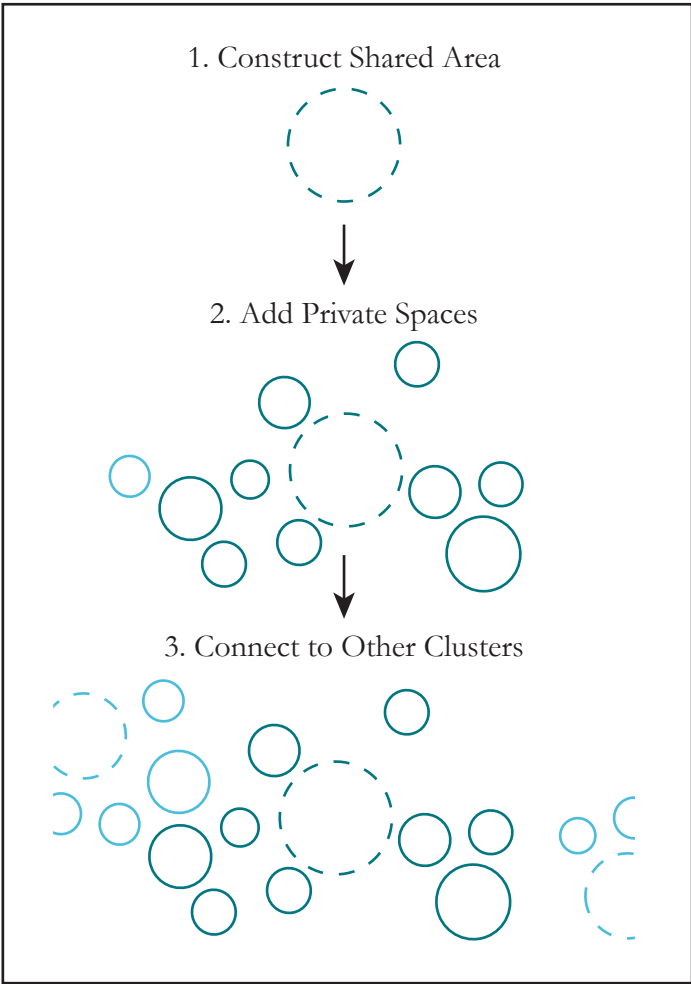 1. Construct Shared Area
2. Add Private Spaces
3. Connect to Other Clusters